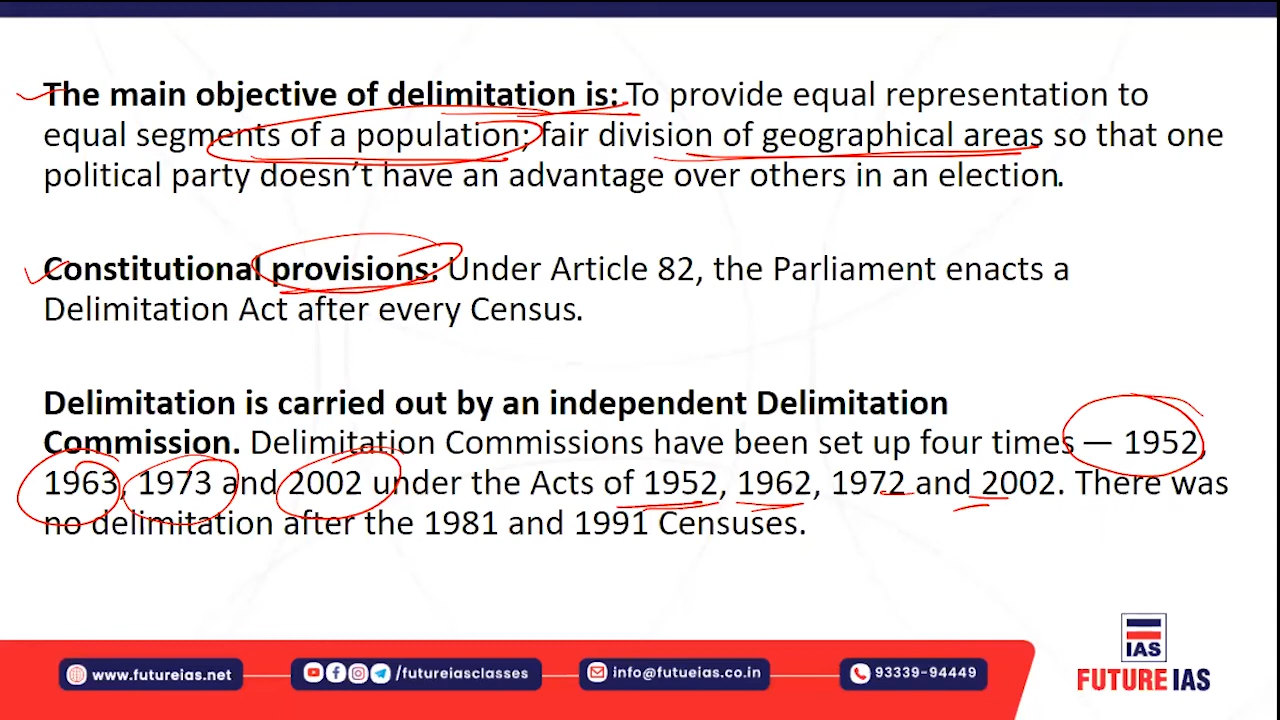 The main objective of delimitation is: To provide equal representation to
equal segments of a population; fair division of geographical areas so that one
political party doesn't have an advantage over others in an election.
Constitutional provisions: Under Article 82, the Parliament enacts a
Delimitation Act after every Census.
Delimitation is carried out by an independent Delimitation
Commission. Delimitation Commissions have been set up four times — 1952,
1963, 1973 and 2002 under the Acts of 1952, 1962, 1972 and 2002. There was
no delimitation after the 1981 and 1991 Censuses.
www.futureias.net
/futureiasclasses
info@futueias.co.in
93339-94449
IAS
FUTURE IAS